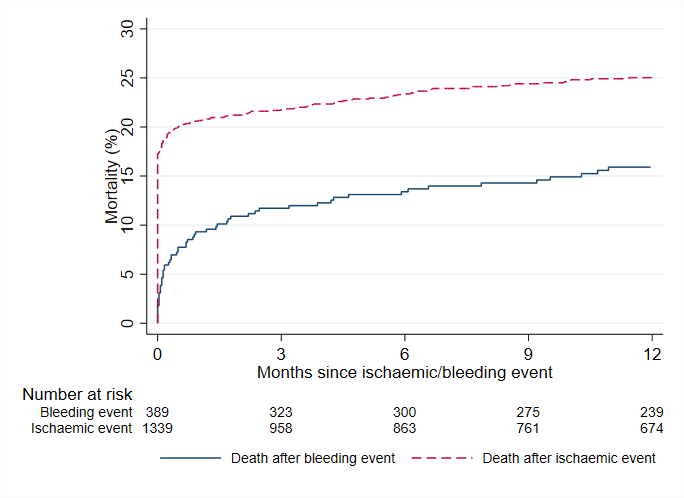 30
25
20
15
10
5
0
Mortality (%)
0 3 6 9 12
Months since ischaemic/bleeding event
Number at risk
Bleeding event 389 323 300 275 239
Ischaemic event 1339 958 863 761 674
Death after bleeding event Death after ischaemic event